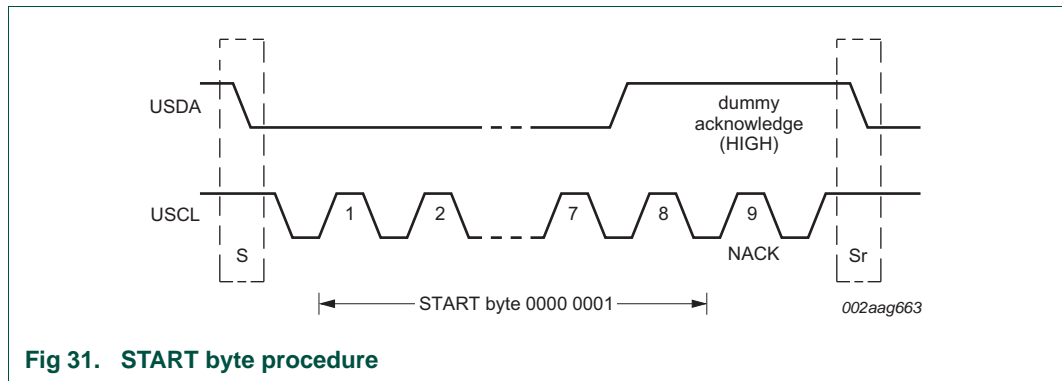 USDA
dummy
acknowledge
(HIGH)
USCL
1 2 7 8 9
S NACK Sr
START byte 0000 0001
002aag663
Fig 31. START byte procedure